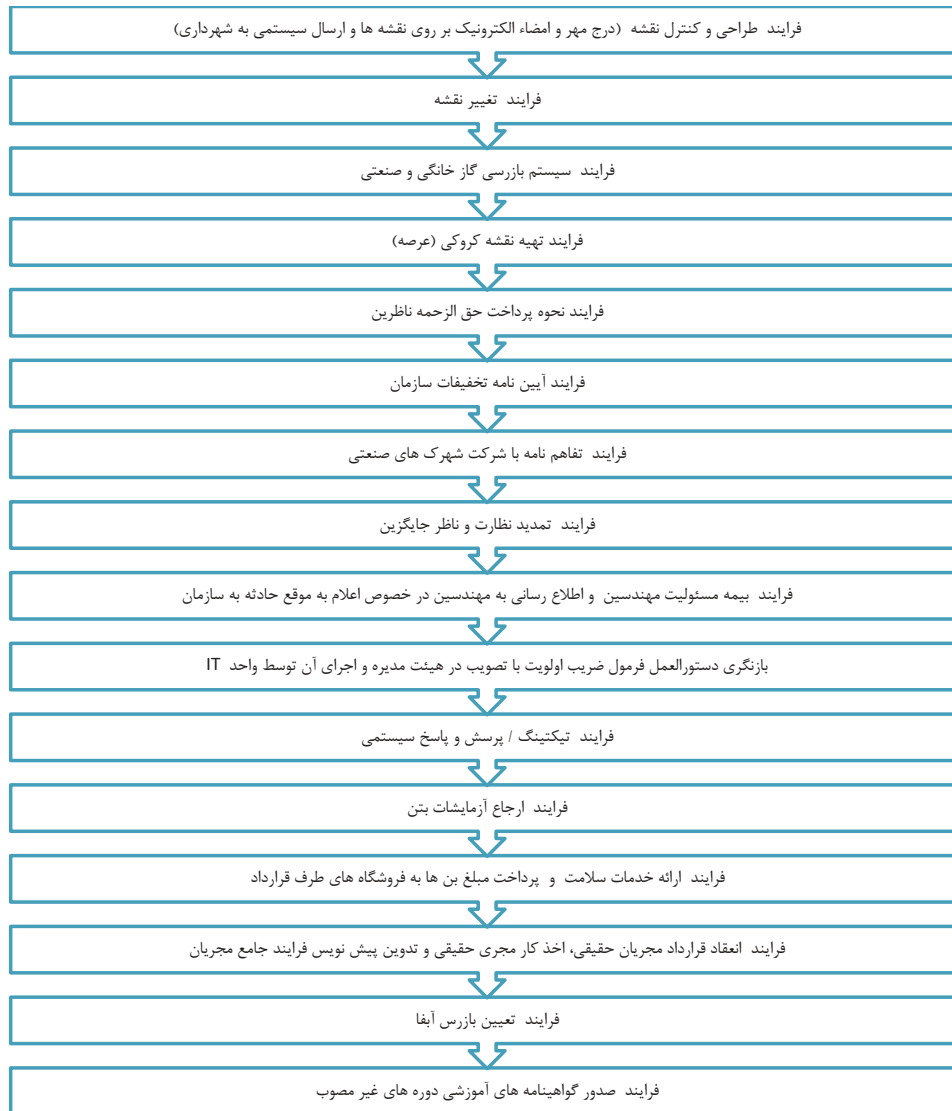 فرایند طراحی و کنترل نقشه (درج مهر و امضاء الکترونیک بر روی نقشه ها و ارسال سیستمی به شهرداری)
فرایند تغییر نقشه
فرایند سیستم بازرسی گاز خانگی و صنعتی
فرایند تهیه نقشه کروکی (عرصه)
فرایند نحوه پرداخت حق الزحمه ناظرین
فرایند آیین نامه تخفیفات سازمان
فرایند تفاهم نامه با شرکت شهرک های صنعتی
فرایند تمدید نظارت و ناظر جایگزین
فرایند بیمه مسئولیت مهندسین و اطلاع رسانی به مهندسین در خصوص اعلام به موقع حادثه به سازمان
بازنگری دستورالعمل فرمول ضریب اولویت با تصویب در هیئت مدیره و اجرای آن توسط واحد IT
فرایند تیکتینگ / پرسش و پاسخ سیستمی
فرایند ارجاع آزمایشات بتن
فرایند ارائه خدمات سلامت و پرداخت مبلغ بن ها به فروشگاه های طرف قرارداد
فرایند انعقاد قرارداد مجریان حقیقی، اخذ کار مجری حقیقی و تدوین پیش نویس فرایند جامع مجریان
فرایند تعیین بازرس آبفا
فرایند صدور گواهینامه های آموزشی دوره های غیر مصوب